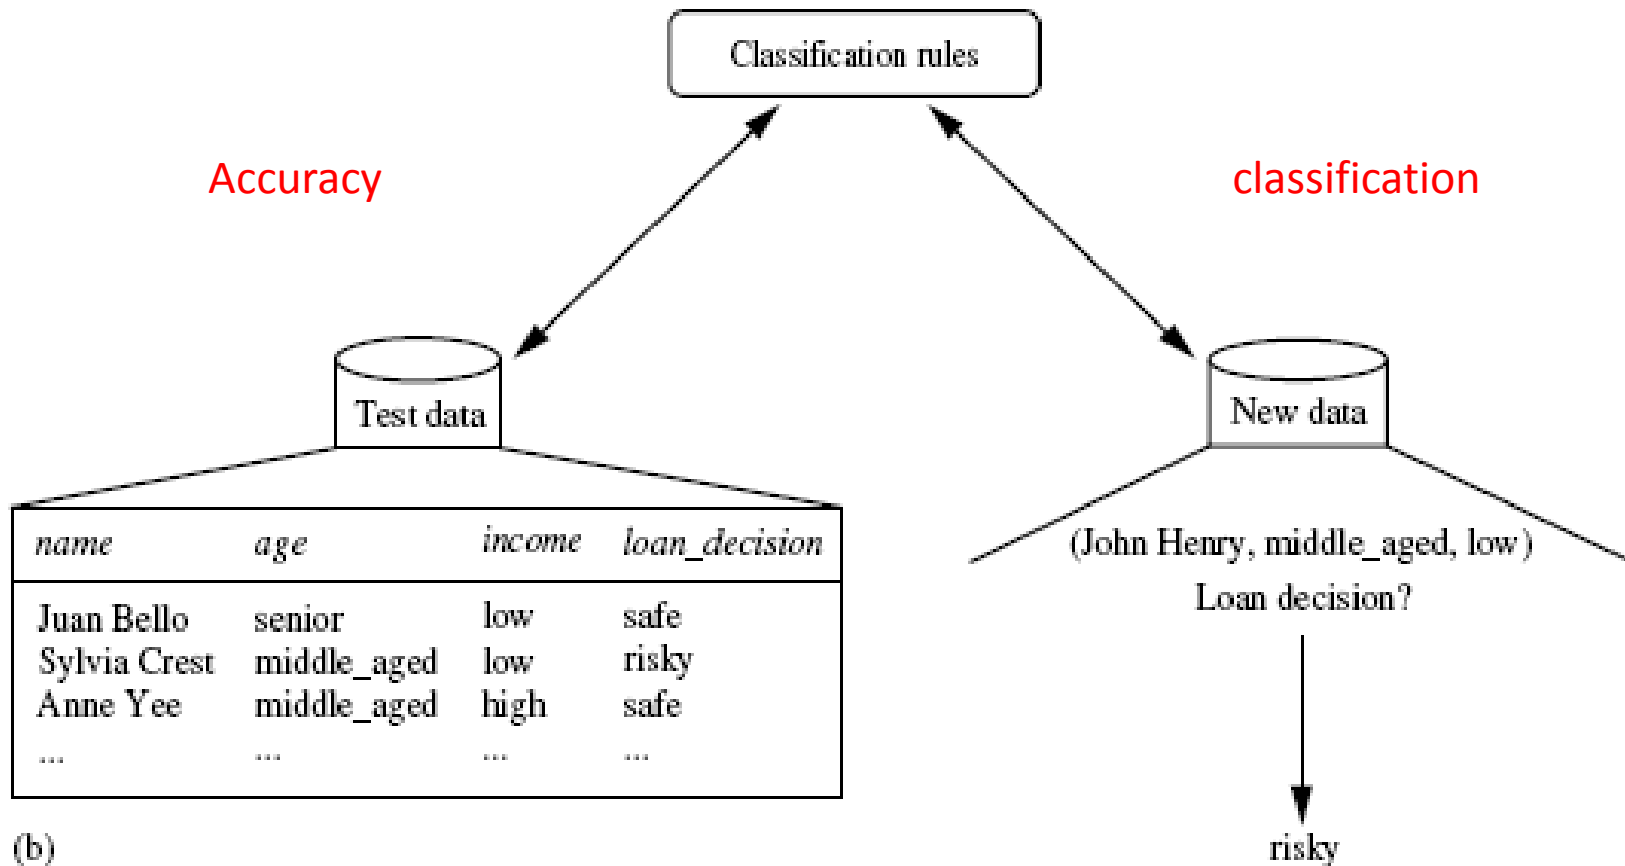 Classification rules
Accuracy
classification
Test data
New data
name age income loan_decision
Juan Bello senior low safe
Sylvia Crest middle_aged low risky
Anne Yee middle_aged high safe
... ... ... ...
(John Henry, middle_aged, low)
Loan decision?
risky
(b)